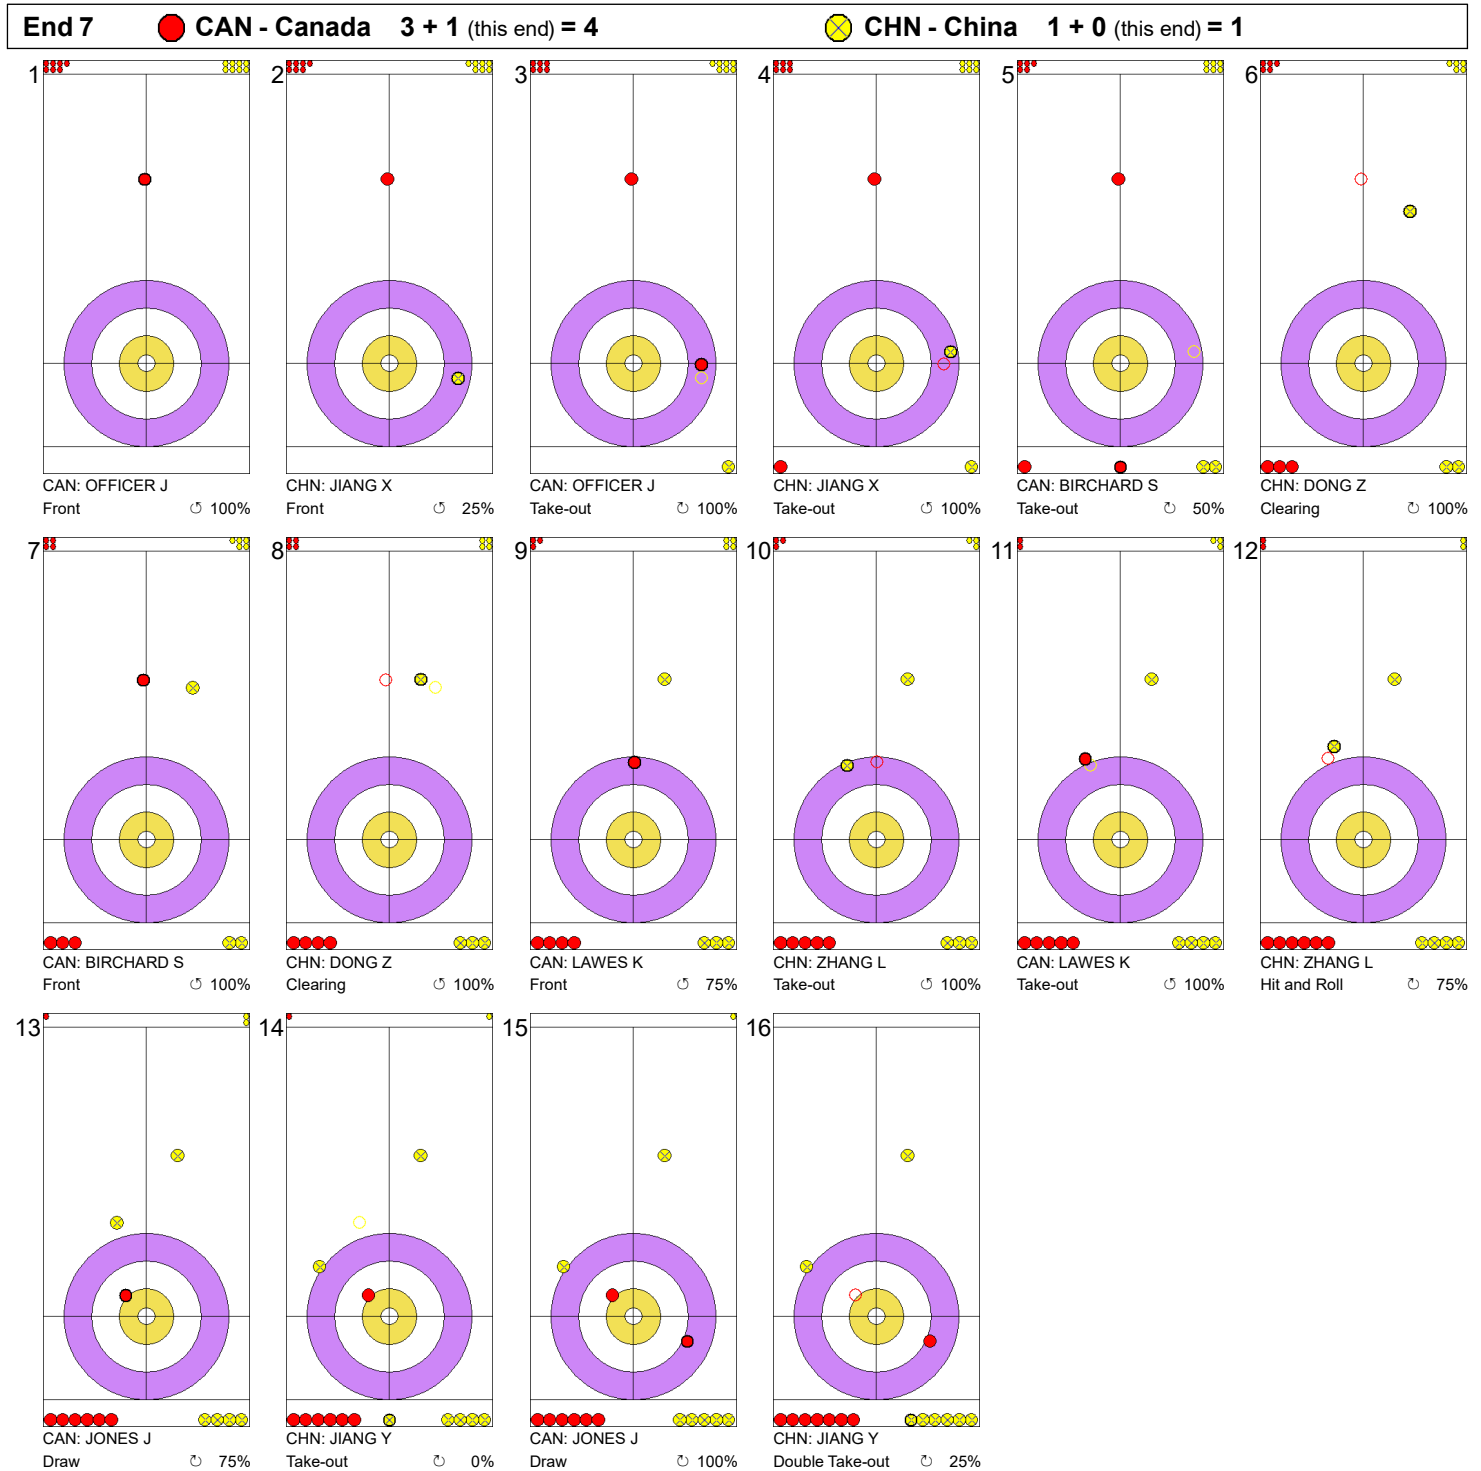 End 7 CAN - Canada 3 + 1 (this end) = 4 CHN - China 1 + 0 (this end) = 1
1 2 3 4 5 6
CAN: OFFICER J CHN: JIANG X CAN: OFFICER J CHN: JIANG X CAN: BIRCHARD S CHN: DONG Z
Front ↺ 100% Front ↺ 25% Take-out ↻ 100% Take-out ↻ 100% Take-out ↻ 50% Clearing ↻ 100%
7 8 9 10 11 12
CAN: BIRCHARD S CHN: DONG Z CAN: LAWES K CHN: ZHANG L CAN: LAWES K CHN: ZHANG L
Front ↺ 100% Clearing ↺ 100% Front ↺ 75% Take-out ↺ 100% Take-out ↺ 100% Hit and Roll ↻ 75%
13 14 15 16
CAN: JONES J CHN: JIANG Y CAN: JONES J CHN: JIANG Y
Draw ↻ 75% Take-out ↻ 0% Draw ↻ 100% Double Take-out ↻ 25%